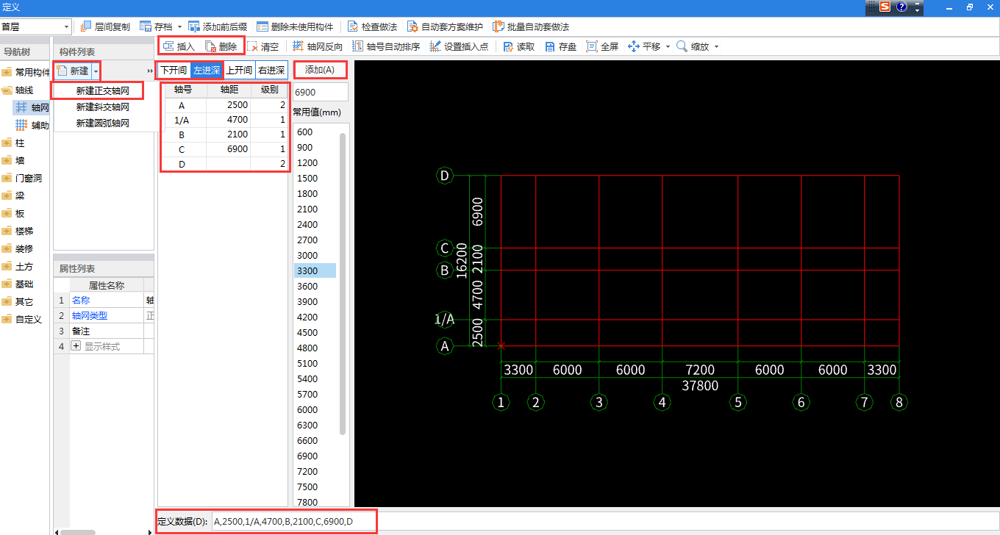 定义
首层
层间复制 存档 添加前后缀 删除未使用构件 检查做法 自动套方案维护 批量自动套做法
插入 删除 清空 轴网反向 轴号自动排序 设置插入点 读取 存盘 全屏 平移 缩放
导航树
常用构件
轴线
轴网
辅助
柱
墙
门窗洞
梁
板
楼梯
装修
土方
基础
其它
自定义
构件列表
新建
新建正交轴网
新建斜交轴网
新建圆弧轴网
属性列表
属性名称
1 名称 轴
2 轴网类型 正
3 备注
4 + 显示样式
下开间 左进深 上开间 右进深
轴号 轴距 级别
A 2500 2
1/A 4700 1
B 2100 1
C 6900 1
D 2
添加(A)
6900
常用值(mm)
600
900
1200
1500
1800
2100
2400
2700
3000
3300
3600
3900
4200
4500
4800
5100
5400
5700
6000
6300
6600
6900
7200
7500
7800
D
C
B
1/A
A
6900
2100
4700
2500
16200
3300 6000 6000 7200 6000 6000 3300
37800
1 2 3 4 5 6 7 8
定义数据(D): A,2500,1/A,4700,B,2100,C,6900,D